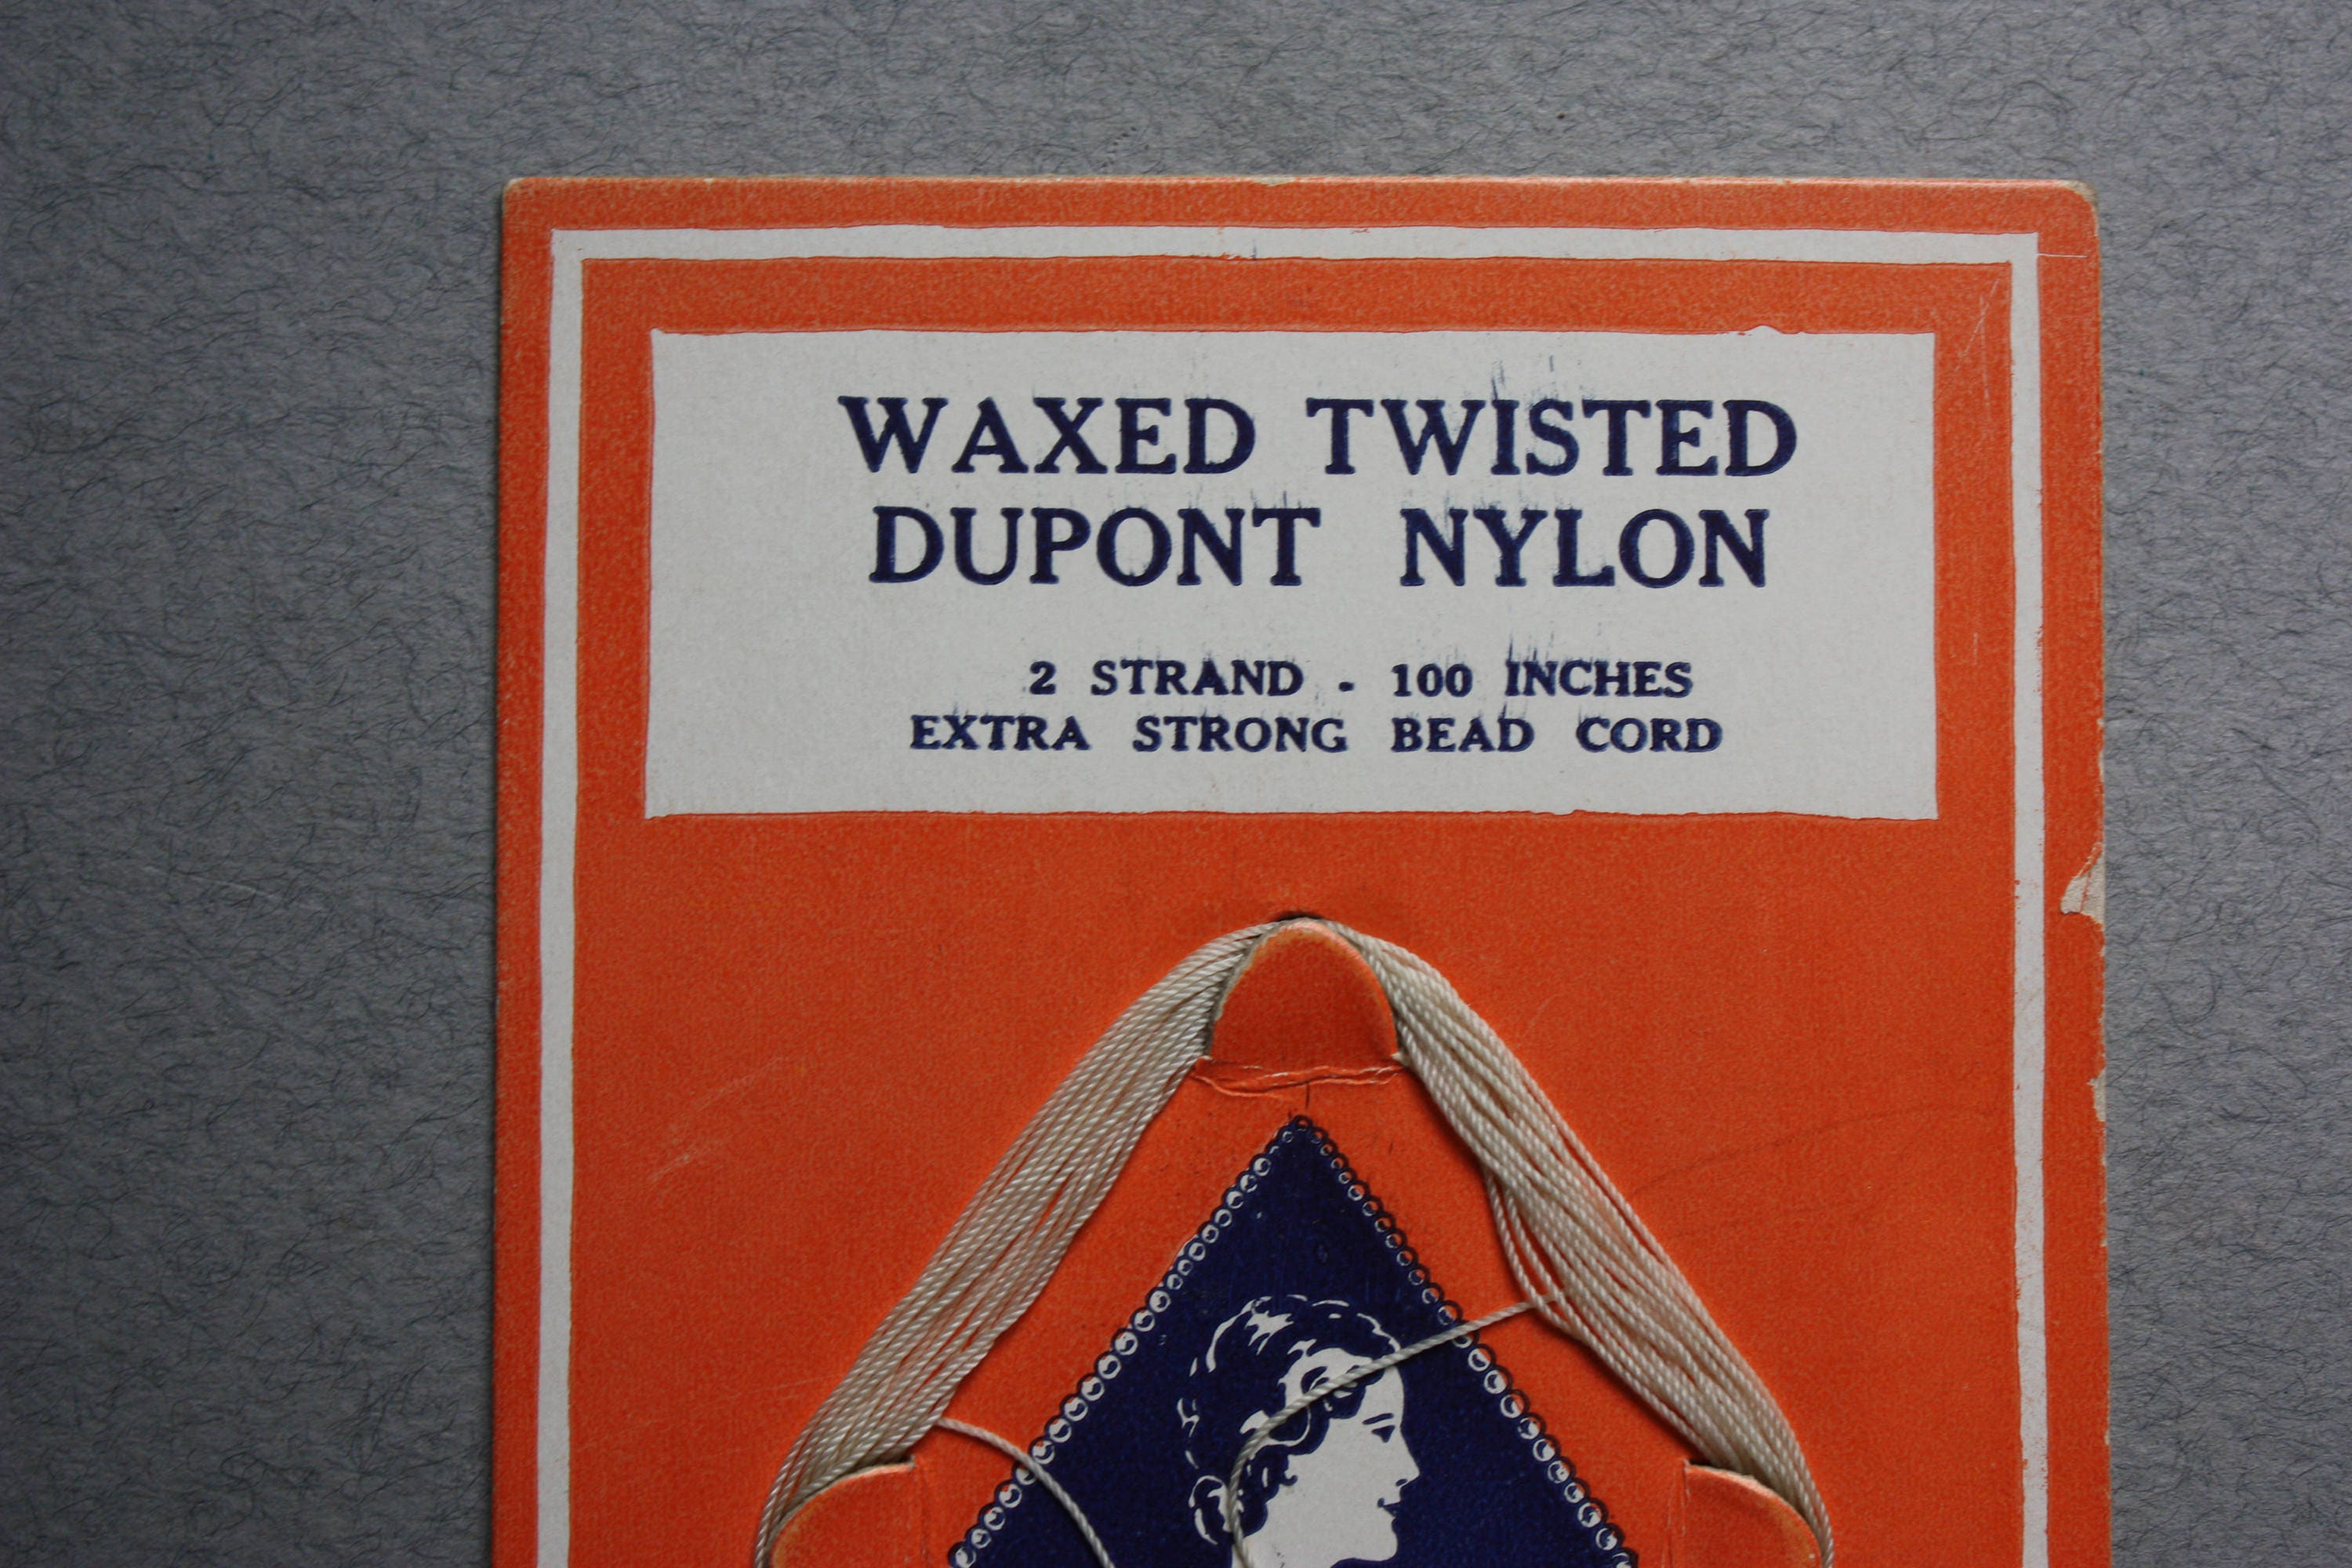 WAXED TWISTED
DUPONT NYLON
2 STRAND - 100 INCHES
EXTRA STRONG BEAD CORD